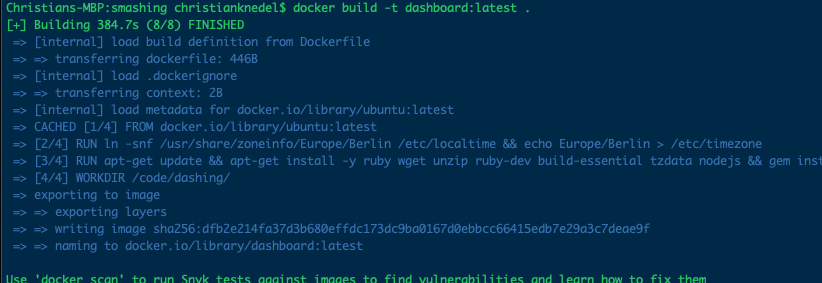 Christians-MBP:smashing christianknedel$ docker build -t dashboard:latest .
[+] Building 384.7s (8/8) FINISHED
=> [internal] load build definition from Dockerfile
=> => transferring dockerfile: 446B
=> [internal] load .dockerignore
=> => transferring context: 2B
=> [internal] load metadata for docker.io/library/ubuntu:latest
=> CACHED [1/4] FROM docker.io/library/ubuntu:latest
=> [2/4] RUN ln -snf /usr/share/zoneinfo/Europe/Berlin /etc/localtime && echo Europe/Berlin > /etc/timezone
=> [3/4] RUN apt-get update && apt-get install -y ruby wget unzip ruby-dev build-essential tzdata nodejs && gem inst
=> [4/4] WORKDIR /code/dashing/
=> exporting to image
=> => exporting layers
=> => writing image sha256:dfb2e214fa37d3b680effdc173dc9ba0167d0ebbcc66415edb7e29a3c7deae9f
=> => naming to docker.io/library/dashboard:latest
Use 'docker scan' to run Snyk tests against images to find vulnerabilities and learn how to fix them